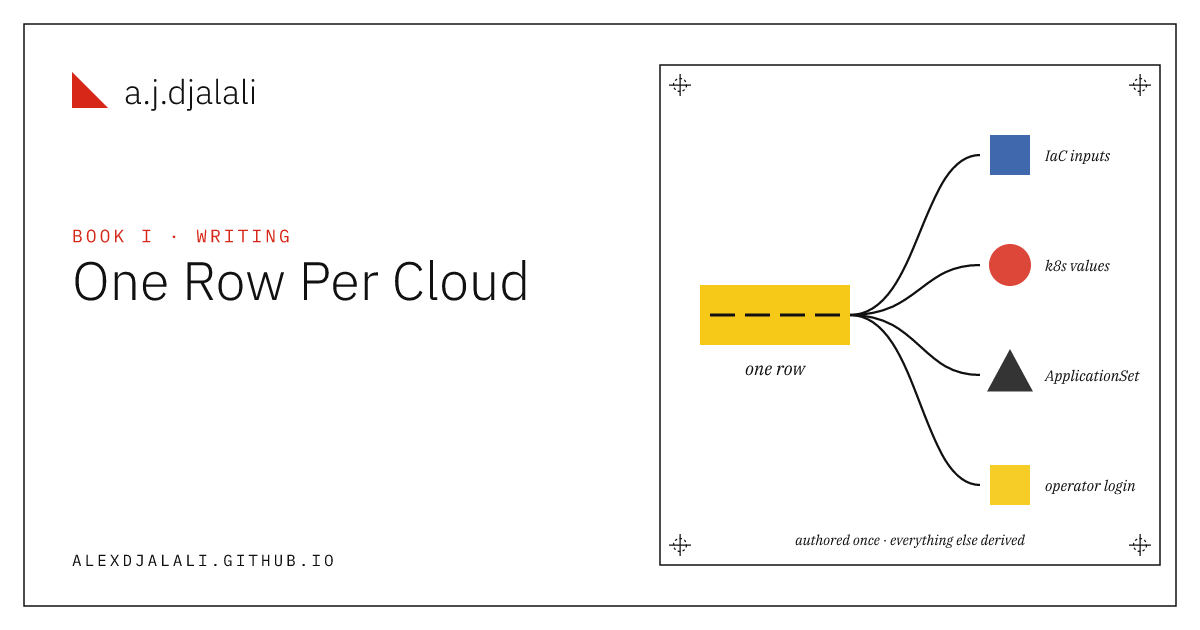 a.j.djalali
BOOK I · WRITING
One Row Per Cloud
ALEXDJALALI.GITHUB.IO
IaC inputs
k8s values
one row
ApplicationSet
operator login
authored once · everything else derived